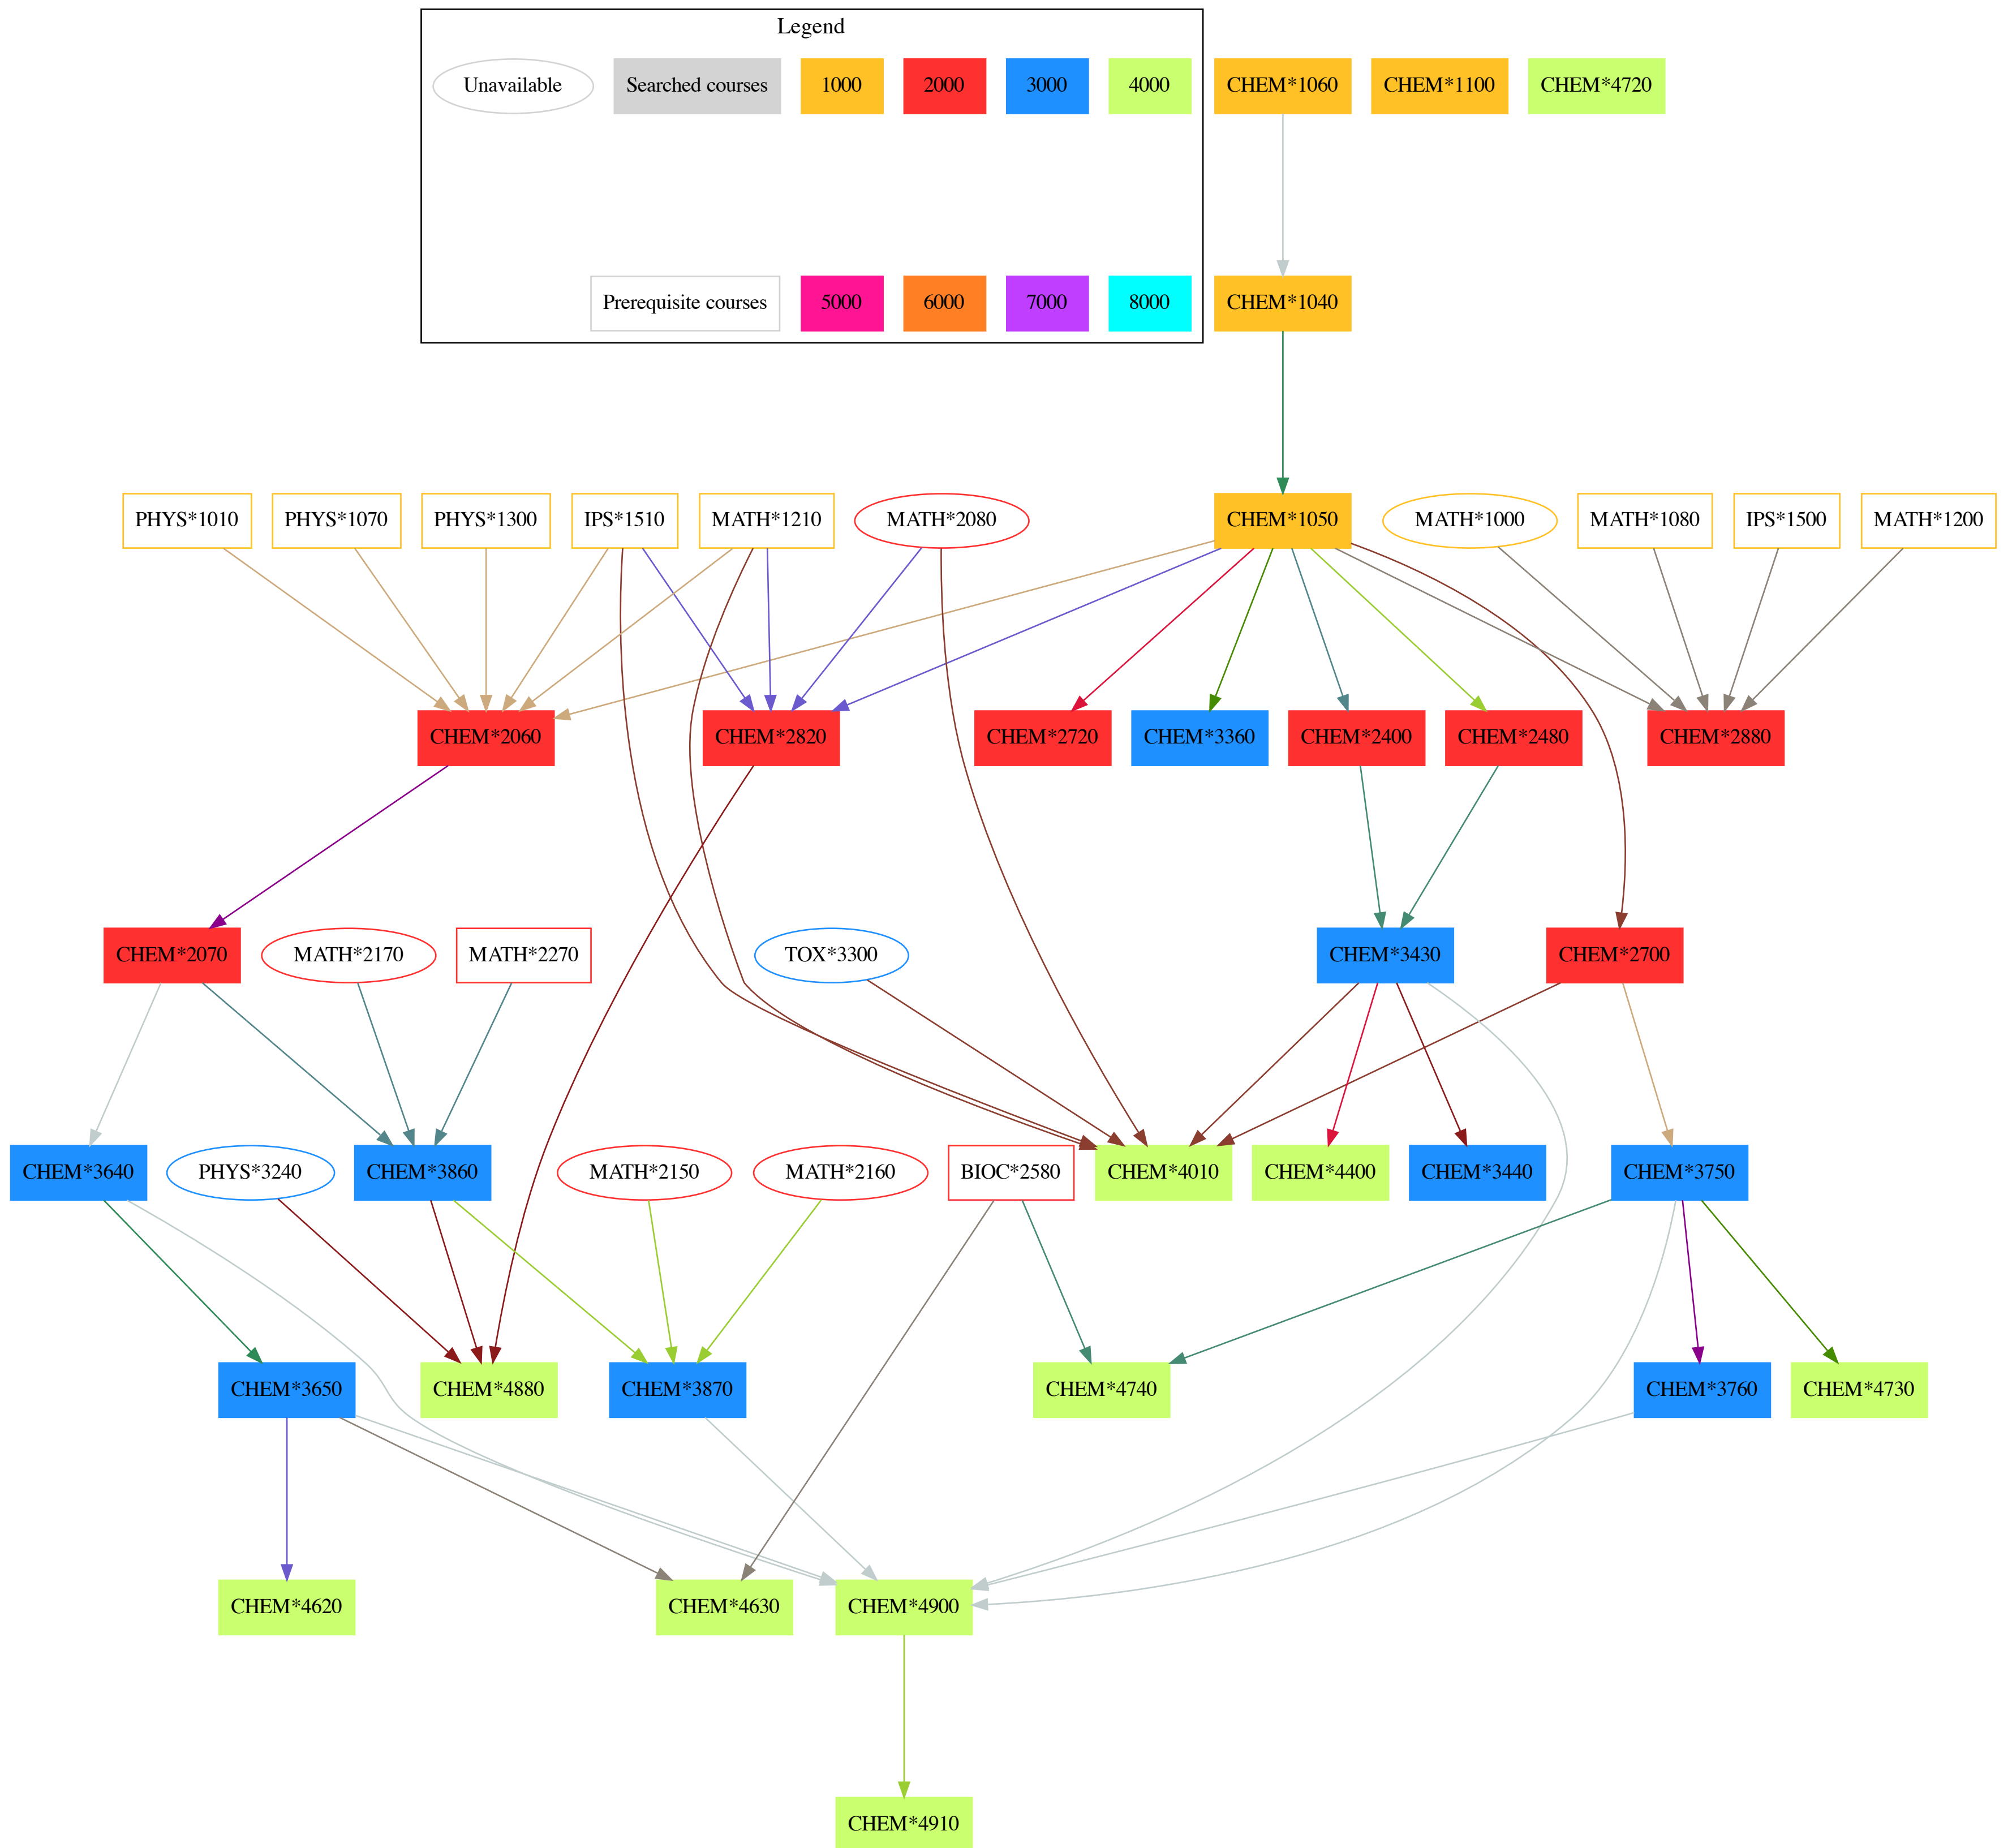 Legend
Unavailable
Searched courses
1000
2000
3000
4000
CHEM*1060
CHEM*1100
CHEM*4720
Prerequisite courses
5000
6000
7000
8000
CHEM*1040
PHYS*1010
PHYS*1070
PHYS*1300
IPS*1510
MATH*1210
MATH*2080
CHEM*1050
MATH*1000
MATH*1080
IPS*1500
MATH*1200
CHEM*2060
CHEM*2820
CHEM*2720
CHEM*3360
CHEM*2400
CHEM*2480
CHEM*2880
CHEM*2070
MATH*2170
MATH*2270
TOX*3300
CHEM*3430
CHEM*2700
CHEM*3640
PHYS*3240
CHEM*3860
MATH*2150
MATH*2160
BIOC*2580
CHEM*4010
CHEM*4400
CHEM*3440
CHEM*3750
CHEM*3650
CHEM*4880
CHEM*3870
CHEM*4740
CHEM*3760
CHEM*4730
CHEM*4620
CHEM*4630
CHEM*4900
CHEM*4910